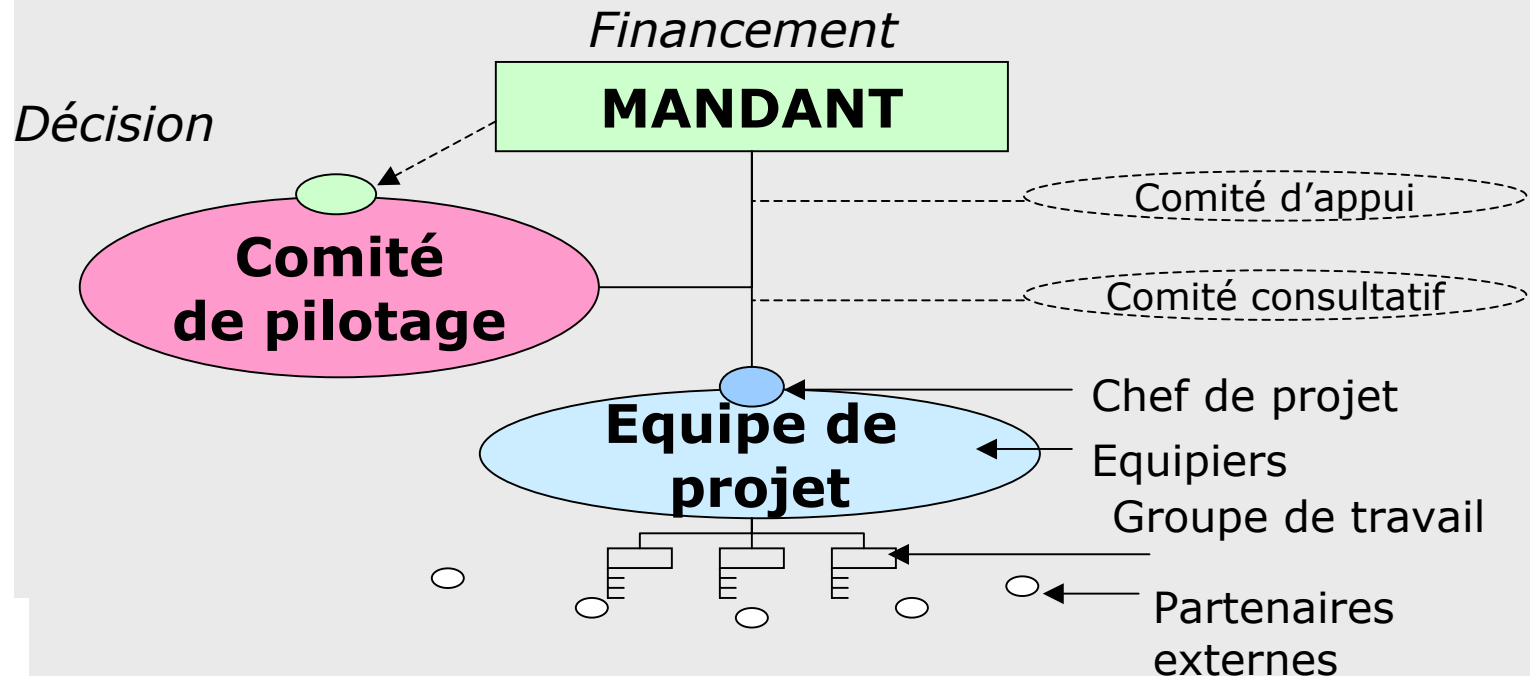 Financement
MANDANT
Décision
Comité d’appui
Comité
de pilotage
Comité consultatif
Chef de projet
Equipe de
projet
Equipiers
Groupe de travail
Partenaires
externes